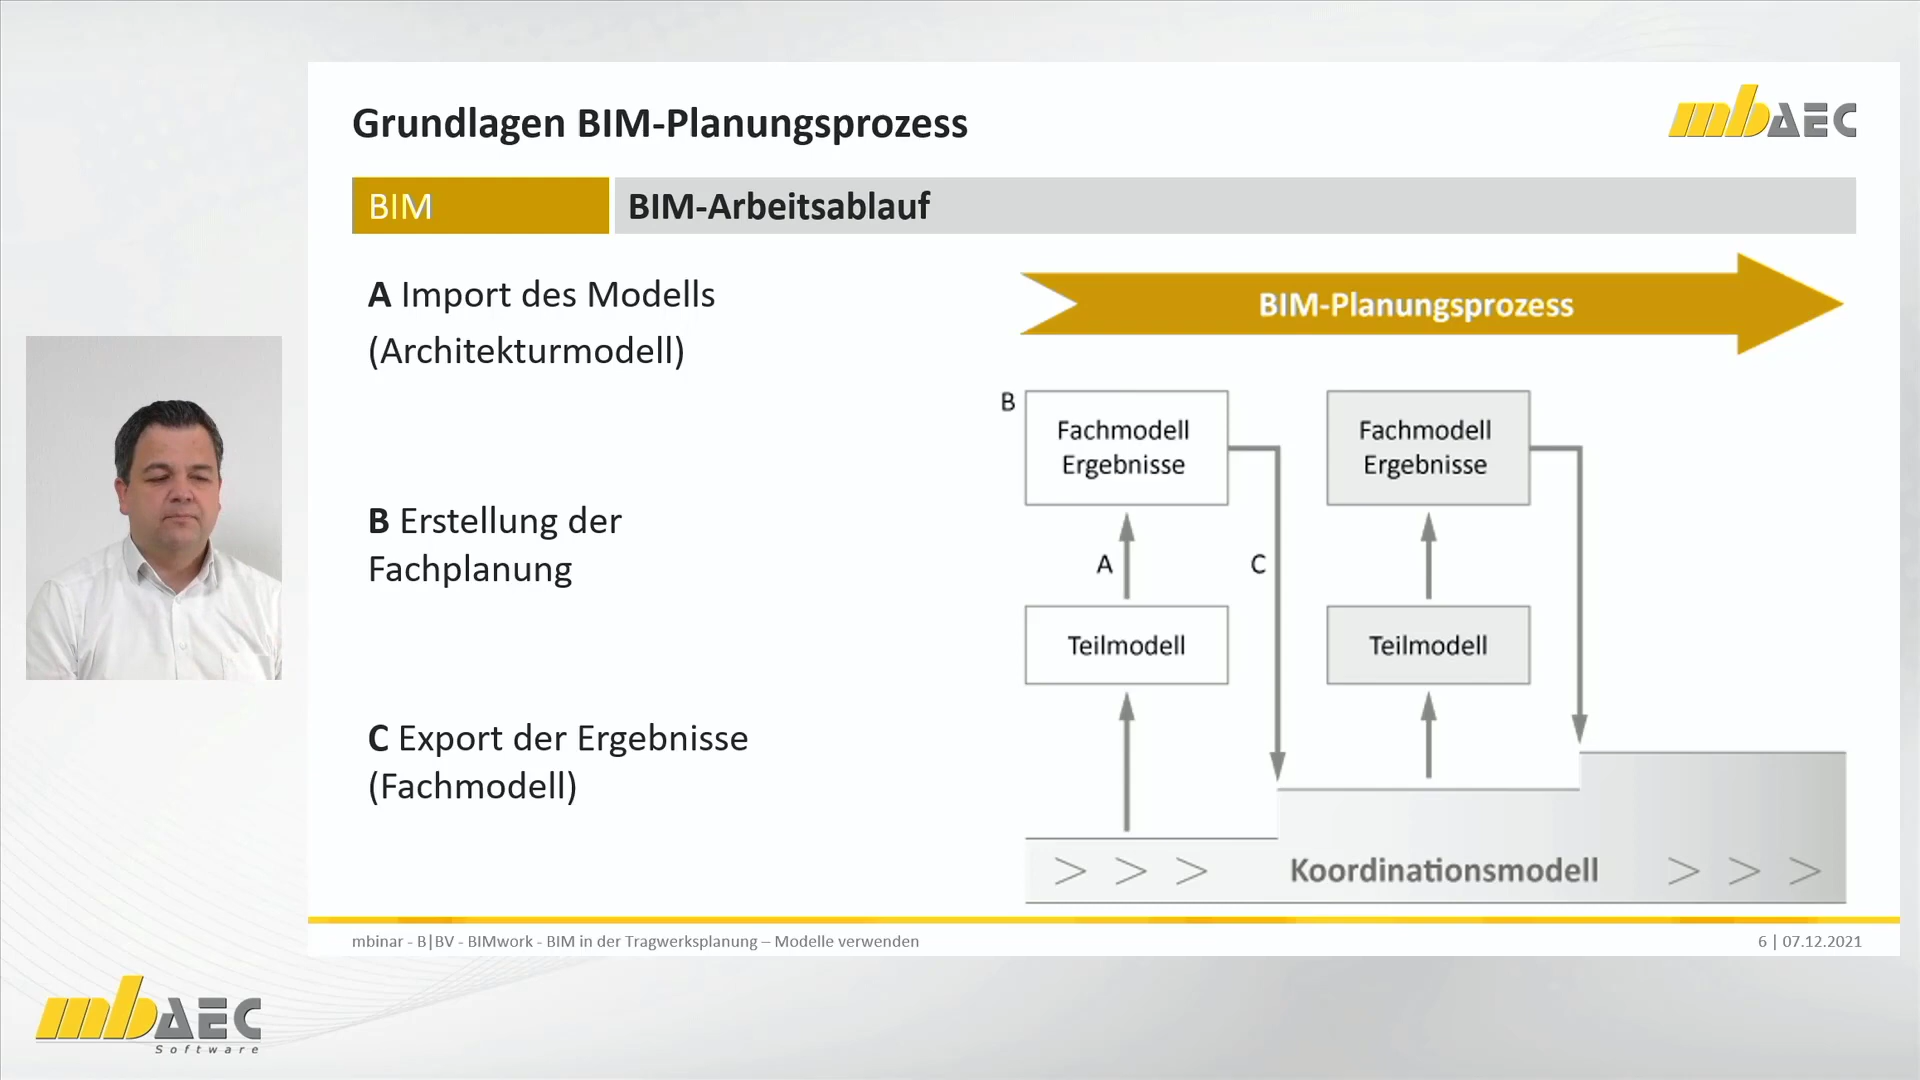 Grundlagen BIM-Planungsprozess
mbAEC
BIM
BIM-Arbeitsablauf
A Import des Modells
(Architekturmodell)
B Erstellung der
Fachplanung
C Export der Ergebnisse
(Fachmodell)
BIM-Planungsprozess
B
Fachmodell
Ergebnisse
Fachmodell
Ergebnisse
A
C
Teilmodell
Teilmodell
> > > Koordinationsmodell > > >
mbinar - B|BV - BIMwork - BIM in der Tragwerksplanung – Modelle verwenden
6 | 07.12.2021
mbAEC
Software